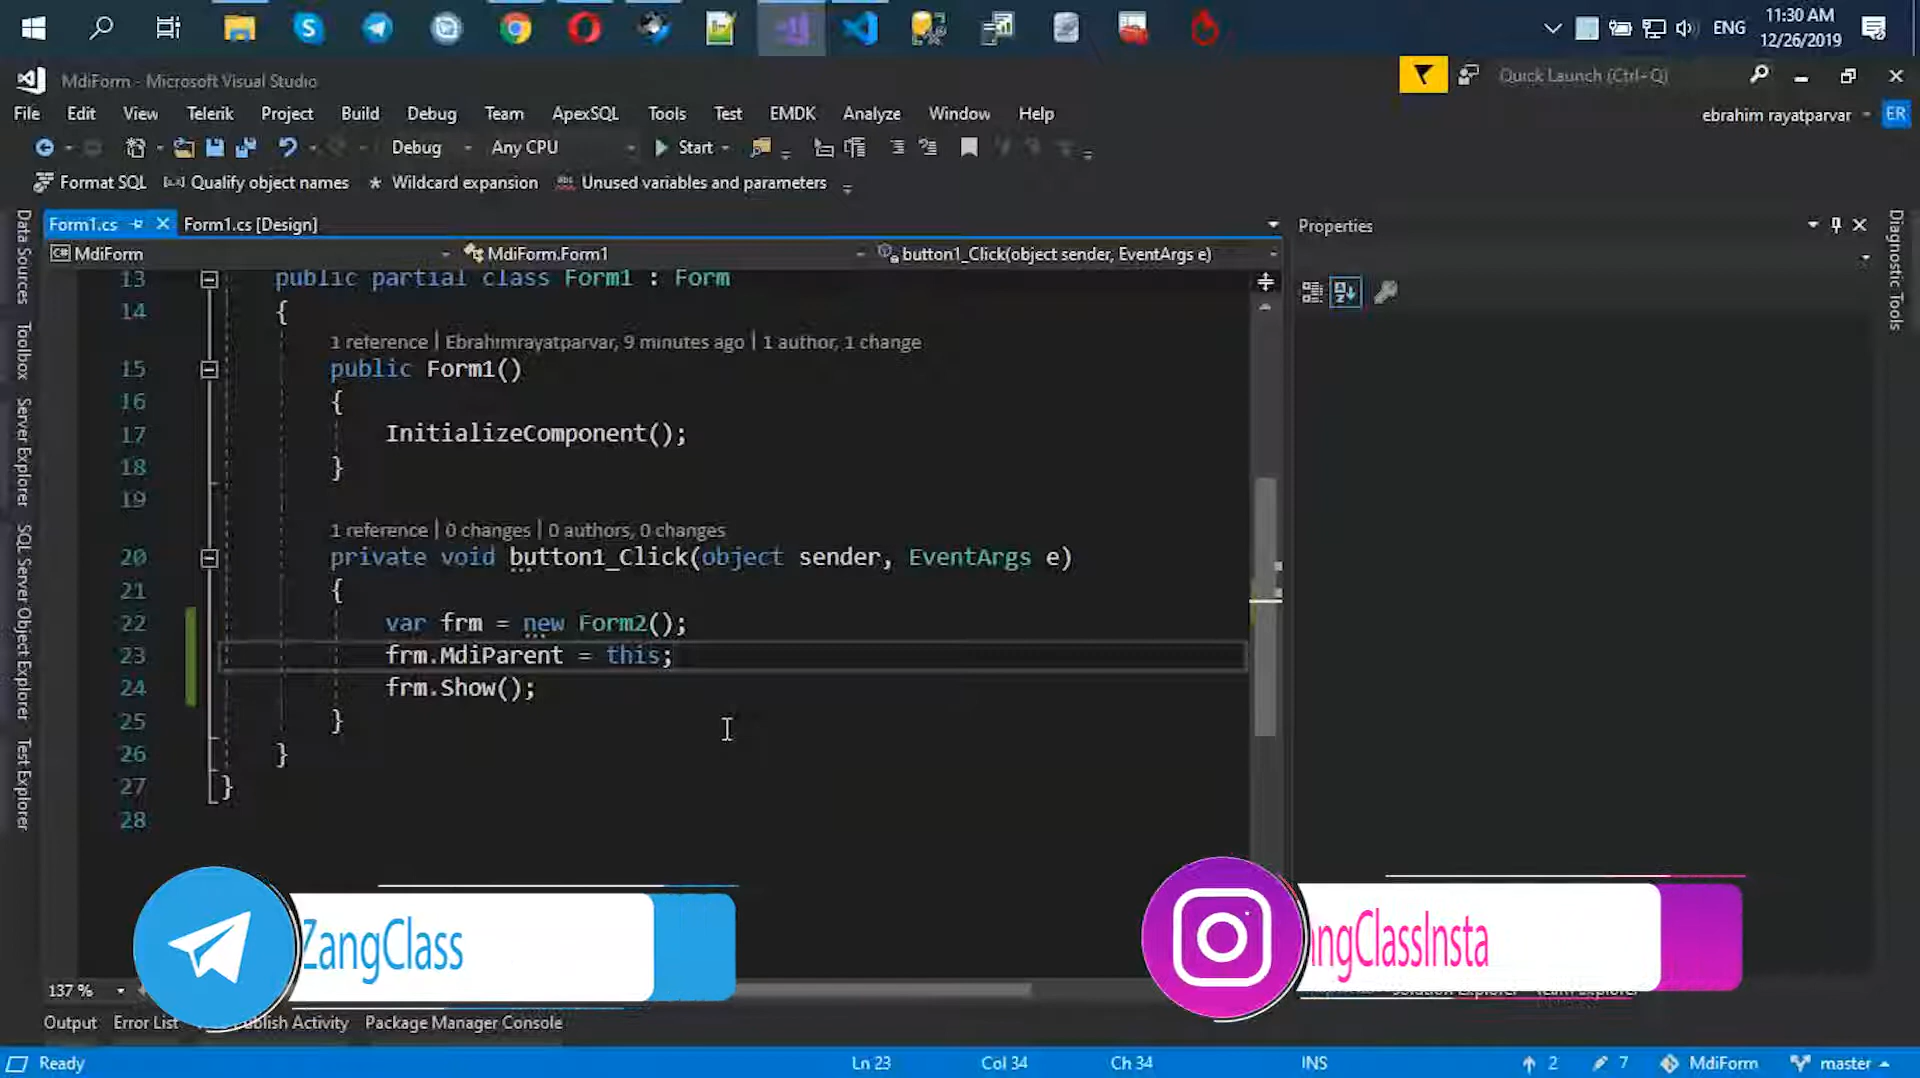 ENG
11:30 AM
12/26/2019
MdiForm - Microsoft Visual Studio
Quick Launch (Ctrl+Q)
File Edit View Telerik Project Build Debug Team ApexSQL Tools Test EMDK Analyze Window Help
ebrahim rayatparvar ER
Debug Any CPU Start
Format SQL Qualify object names Wildcard expansion Unused variables and parameters
Form1.cs Form1.cs [Design]
Properties
MdiForm MdiForm.Form1 button1_Click(object sender, EventArgs e)
Data Sources
Toolbox
Server Explorer
SQL Server Object Explorer
Test Explorer
Diagnostic Tools
13 public partial class Form1 : Form
14 {
1 reference | Ebrahimrayatparvar, 9 minutes ago | 1 author, 1 change
15 public Form1()
16 {
17 InitializeComponent();
18 }
19
1 reference | 0 changes | 0 authors, 0 changes
20 private void button1_Click(object sender, EventArgs e)
21 {
22 var frm = new Form2();
23 frm.MdiParent = this;
24 frm.Show();
25 }
26 }
27 }
28
ZangClass
ngClassInsta
137 %
Output Error List Publish Activity Package Manager Console
Ready Ln 23 Col 34 Ch 34 INS 2 7 MdiForm master